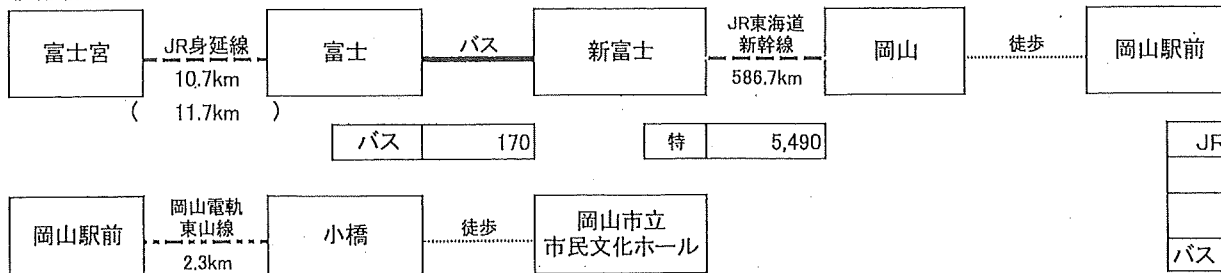 富士宮 JR身延線 富士 バス 新富士 JR東海道新幹線 岡山 徒歩 岡山駅前
10.7km 586.7km
( 11.7km )
バス 170 特 5,490
JR
岡山駅前 岡山電軌東山線 小橋 徒歩 岡山市立市民文化ホール
2.3km
バス